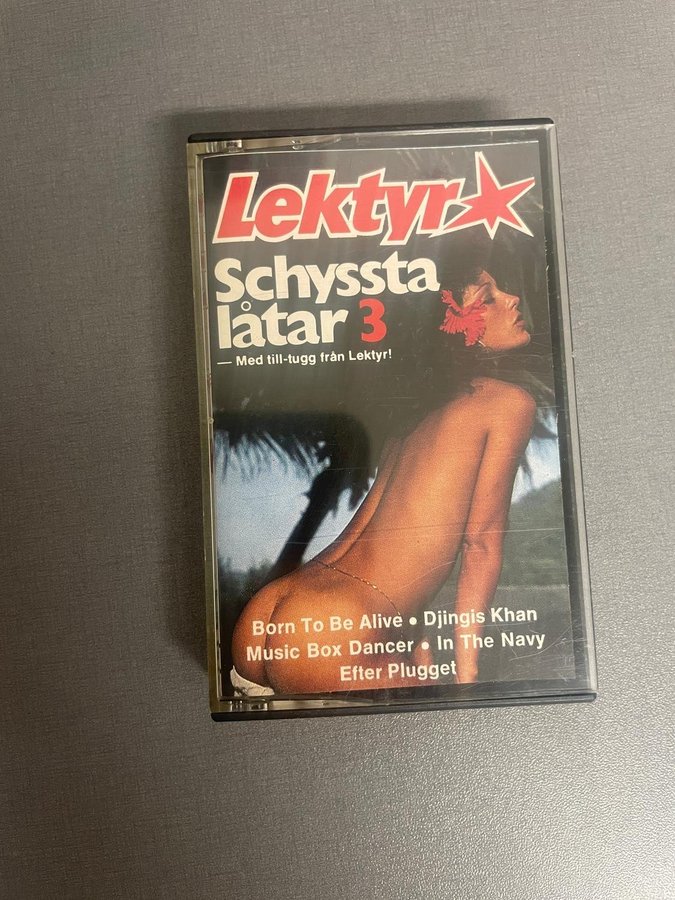 Lektyr
Schyssta
låtar 3
— Med till-tugg från Lektyr!
Born To Be Alive • Djingis Khan
Music Box Dancer • In The Navy
Efter Plugget